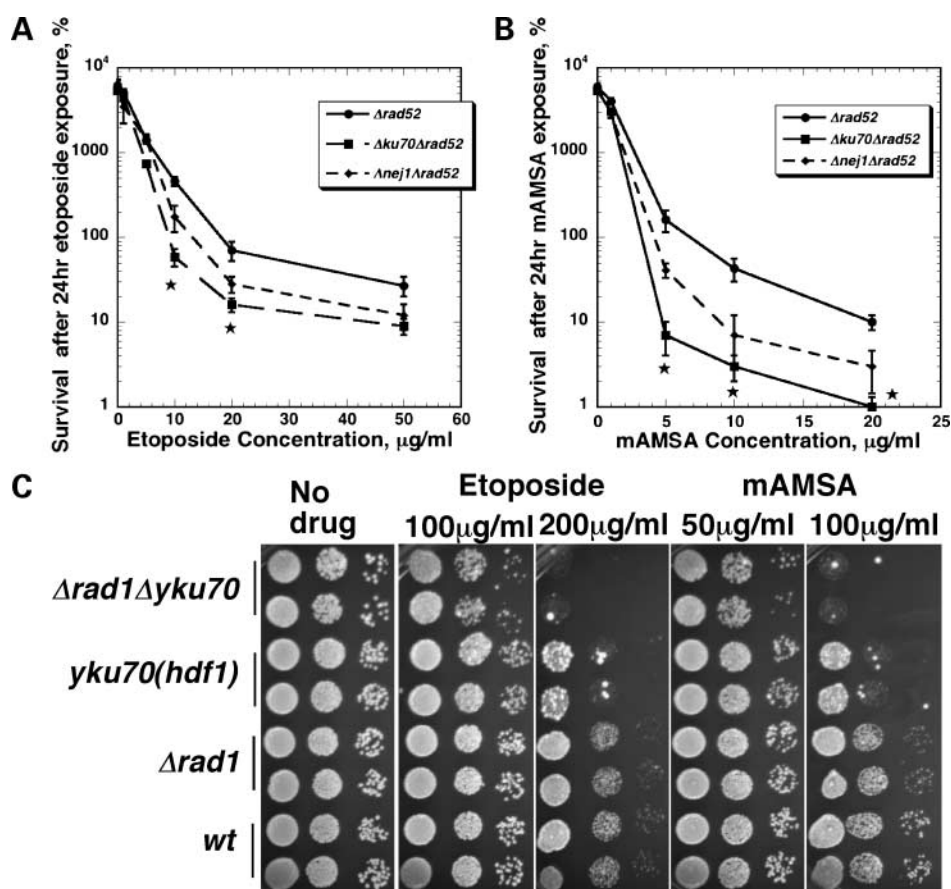 A
Survival after 24hr etoposide exposure, %
10⁴
1000
100
10
1
0 10 20 30 40 50 60
Etoposide Concentration, µg/ml
Δrad52
Δku70Δrad52
Δnej1Δrad52
B
Survival after 24hr mAMSA exposure, %
10⁴
1000
100
10
1
0 5 10 15 20 25
mAMSA Concentration, µg/ml
Δrad52
Δku70Δrad52
Δnej1Δrad52
C
No drug
Etoposide
mAMSA
100µg/ml 200µg/ml 50µg/ml 100µg/ml
Δrad1Δyku70
yku70(hdf1)
Δrad1
wt